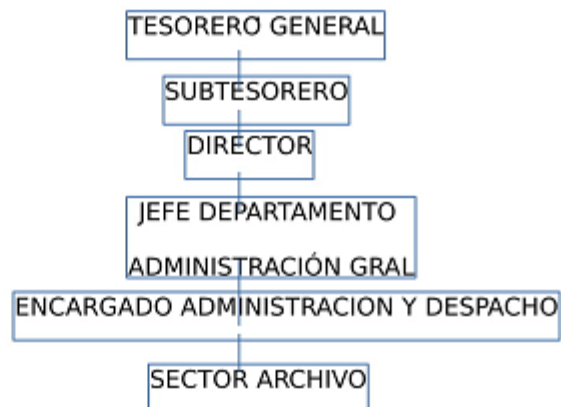 TESORERO GENERAL
SUBTESORERO
DIRECTOR
JEFE DEPARTAMENTO
ADMINISTRACIÓN GRAL
ENCARGADO ADMINISTRACION Y DESPACHO
SECTOR ARCHIVO